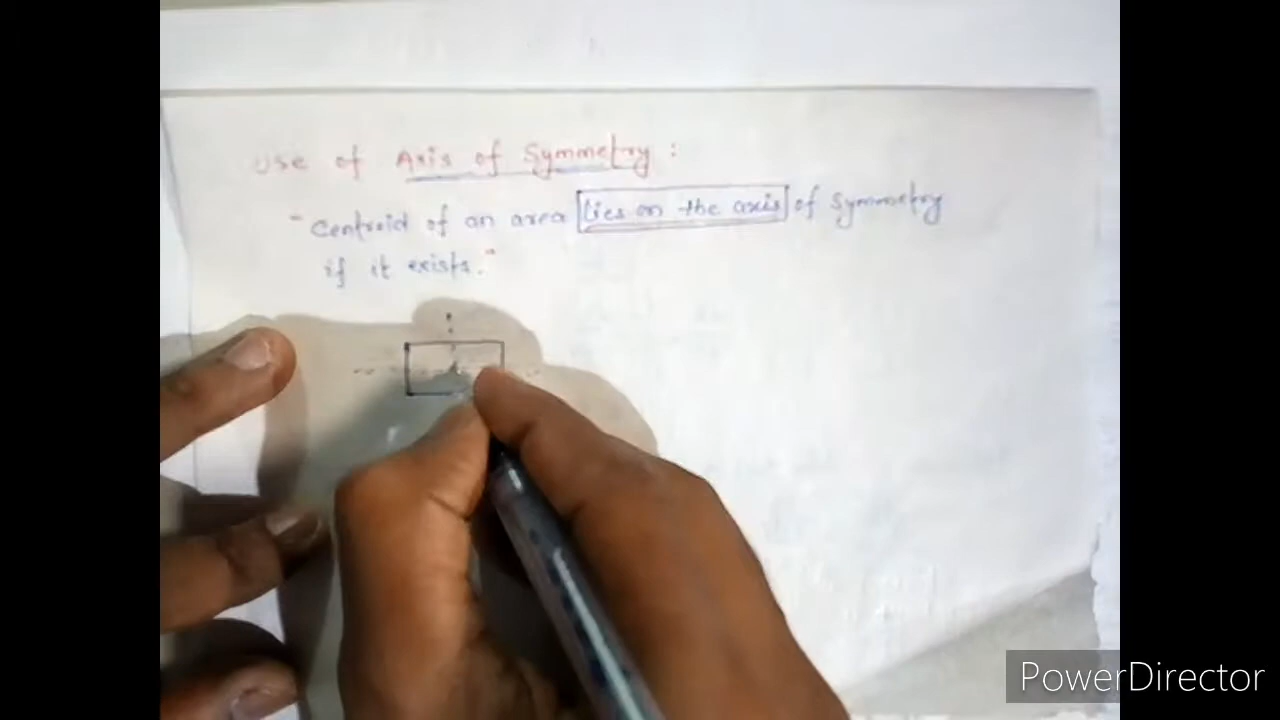 Use of Axis of Symmetry :
"Centroid of an area lies on the axis of symmetry
if it exists."
PowerDirector